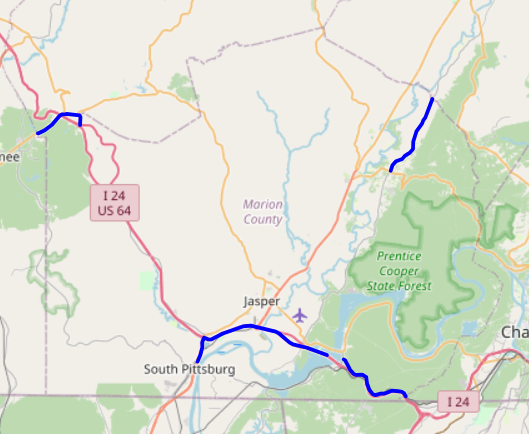 nee
I 24
US 64
Marion
County
Prentice
Cooper
State Forest
Jasper
Cha
South Pittsburg
I 24